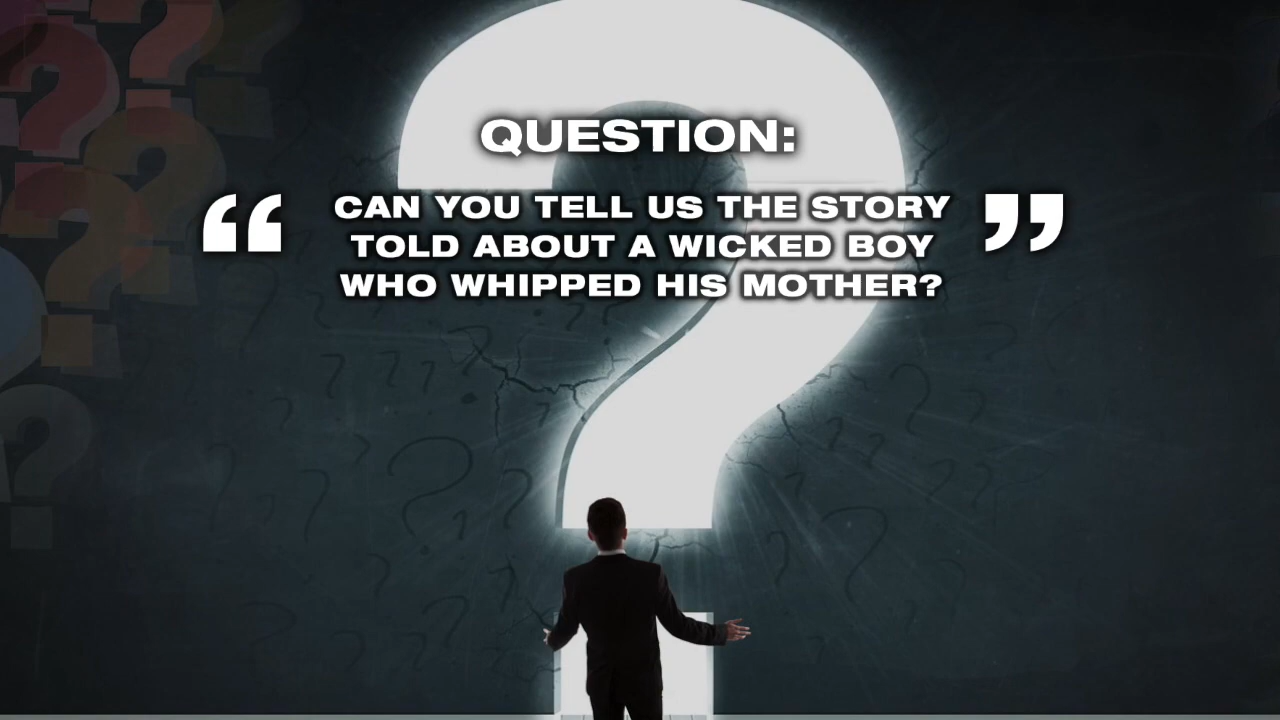 QUESTION:
“ CAN YOU TELL US THE STORY ”
TOLD ABOUT A WICKED BOY
WHO WHIPPED HIS MOTHER?